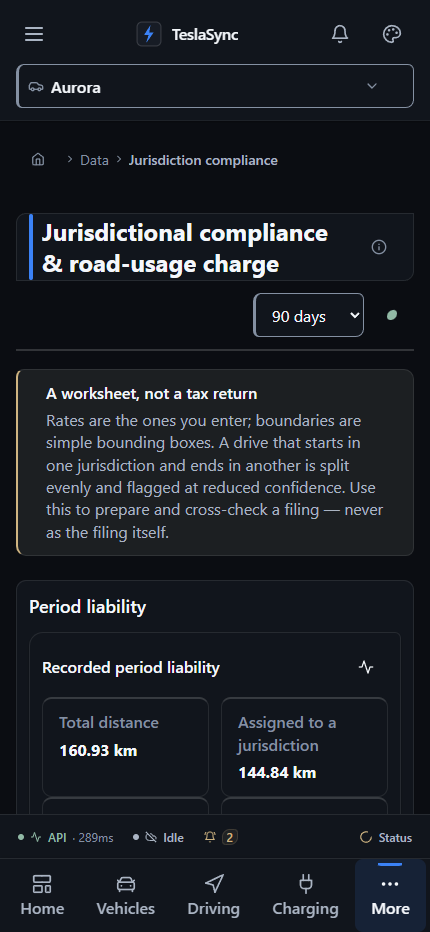 TeslaSync
Aurora
Data
Jurisdiction compliance
Jurisdictional compliance
& road-usage charge
90 days
A worksheet, not a tax return
Rates are the ones you enter; boundaries are
simple bounding boxes. A drive that starts in
one jurisdiction and ends in another is split
evenly and flagged at reduced confidence. Use
this to prepare and cross-check a filing — never
as the filing itself.
Period liability
Recorded period liability
Total distance
160.93 km
Assigned to a
jurisdiction
144.84 km
API · 289ms
Idle
2
Status
Home
Vehicles
Driving
Charging
More